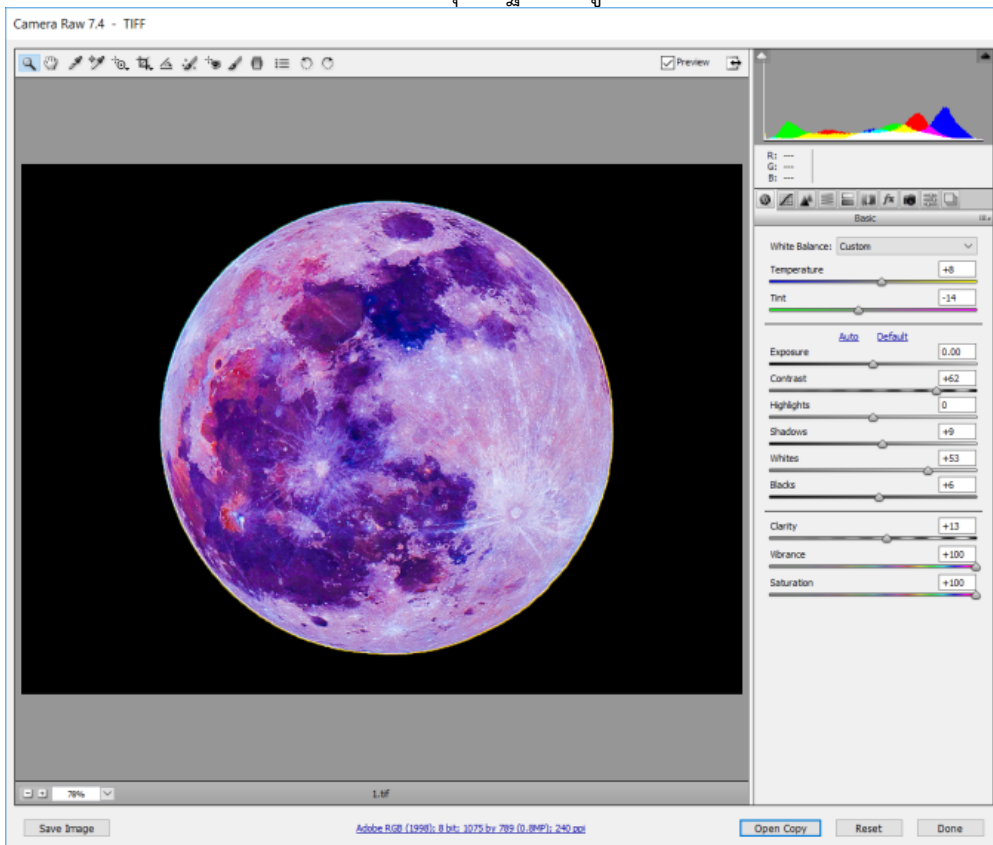 Camera Raw 7.4 - TIFF
Preview
R: ---
G: ---
B: ---
fx
Basic
White Balance: Custom
Temperature +8
Tint -14
Auto Default
Exposure 0.00
Contrast +62
Highlights 0
Shadows +9
Whites +53
Blacks +6
Clarity +13
Vibrance +100
Saturation +100
78%
1.tif
Save Image
Adobe RGB (1998); 8 bit; 1075 by 789 (0.8MP); 240 ppi
Open Copy Reset Done